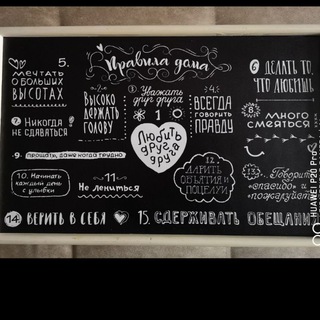 Правила дома
5.
мечтать
о больших
высотах
2
Высоко
держать
голову
3 Уважать
друг друга
1
Любить
друг
друга
4
Всегда
говорить
правду
6 делать то,
что любишь
7. Никогда
не сдаваться
8.
много
смеяться
9. прощать, даже когда трудно
10. Начинать
каждый день
с улыбки
11
Не лениться
12.
Дарить
объятия и
поцелуи
13. Говорить
«спасибо» и
«пожалуйст
14. верить в себя
15. сдерживать обещани
HUAWEI P20 Pro